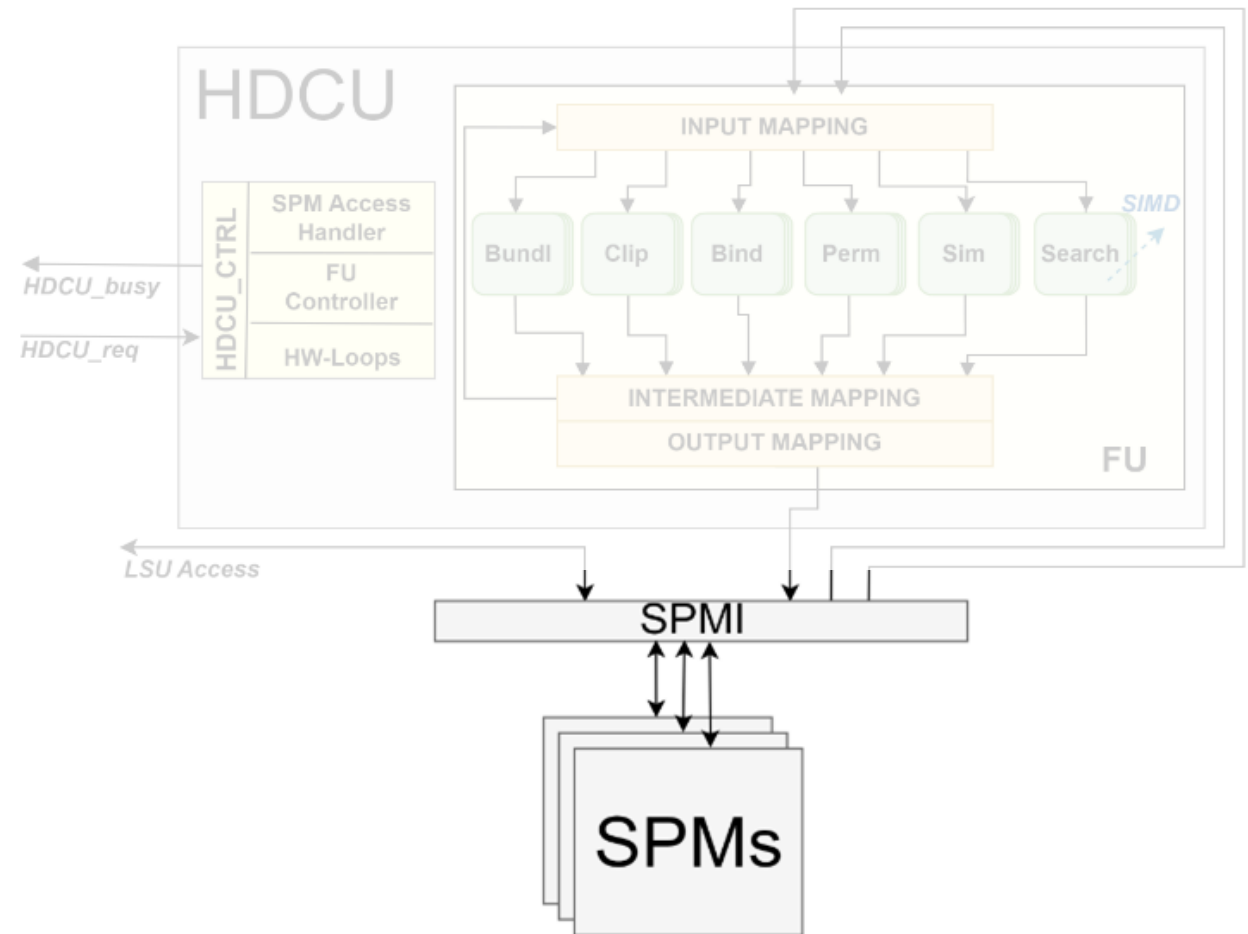 HDCU
INPUT MAPPING
HDCU_CTRL
SPM Access
Handler
FU
Controller
HW-Loops
SIMD
Bundl
Clip
Bind
Perm
Sim
Search
HDCU_busy
HDCU_req
INTERMEDIATE MAPPING
OUTPUT MAPPING
FU
LSU Access
SPMI
SPMs